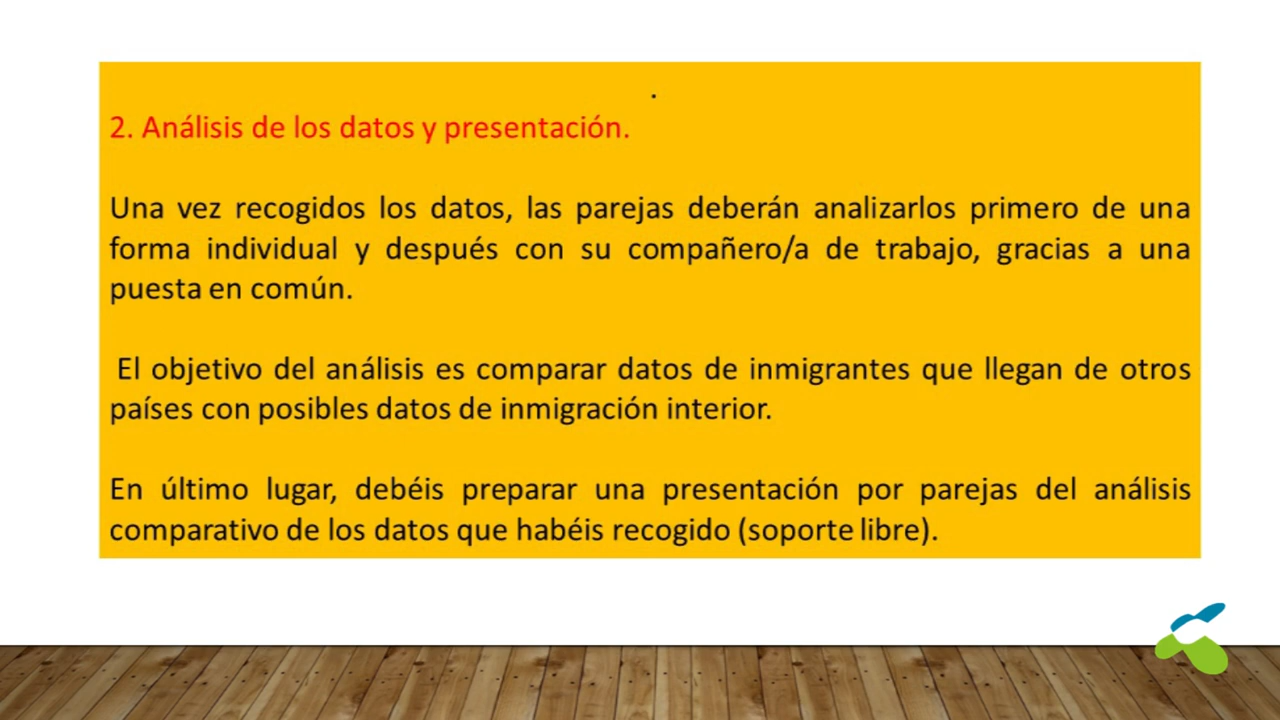 .
2. Análisis de los datos y presentación.
Una vez recogidos los datos, las parejas deberán analizarlos primero de una
forma individual y después con su compañero/a de trabajo, gracias a una
puesta en común.
El objetivo del análisis es comparar datos de inmigrantes que llegan de otros
países con posibles datos de inmigración interior.
En último lugar, debéis preparar una presentación por parejas del análisis
comparativo de los datos que habéis recogido (soporte libre).